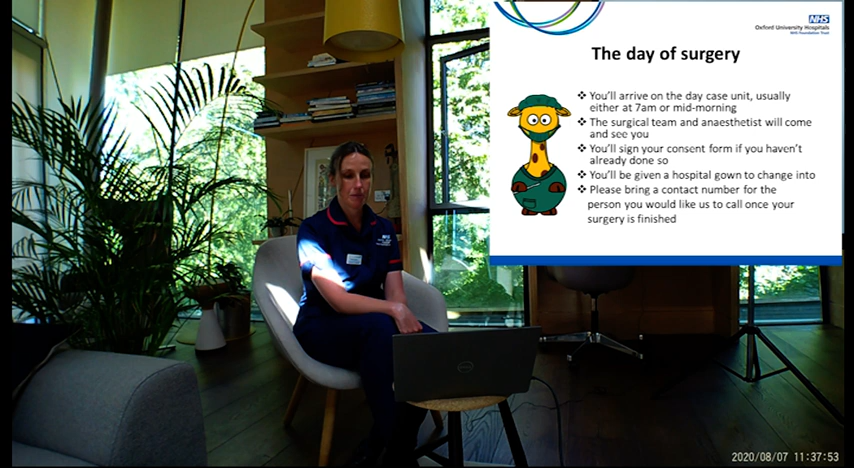 NHS
Oxford University Hospitals
NHS Foundation Trust
The day of surgery
❖ You'll arrive on the day case unit, usually
either at 7am or mid-morning
❖ The surgical team and anaesthetist will come
and see you
❖ You'll sign your consent form if you haven't
already done so
❖ You'll be given a hospital gown to change into
❖ Please bring a contact number for the
person you would like us to call once your
surgery is finished
NHS
DELL
2020/08/07 11:37:53